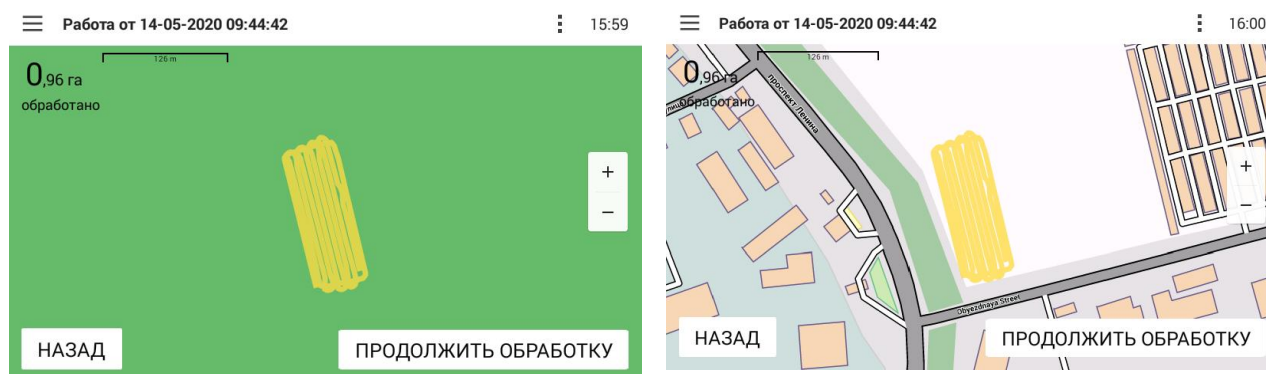 Работа от 14-05-2020 09:44:42
15:59
126 m
0,96 га
обработано
+
−
НАЗАД
ПРОДОЛЖИТЬ ОБРАБОТКУ
Работа от 14-05-2020 09:44:42
16:00
126 m
0,96 га
обработано
проспект Ленина
+
−
Obyezdnaya Street
НАЗАД
ПРОДОЛЖИТЬ ОБРАБОТКУ